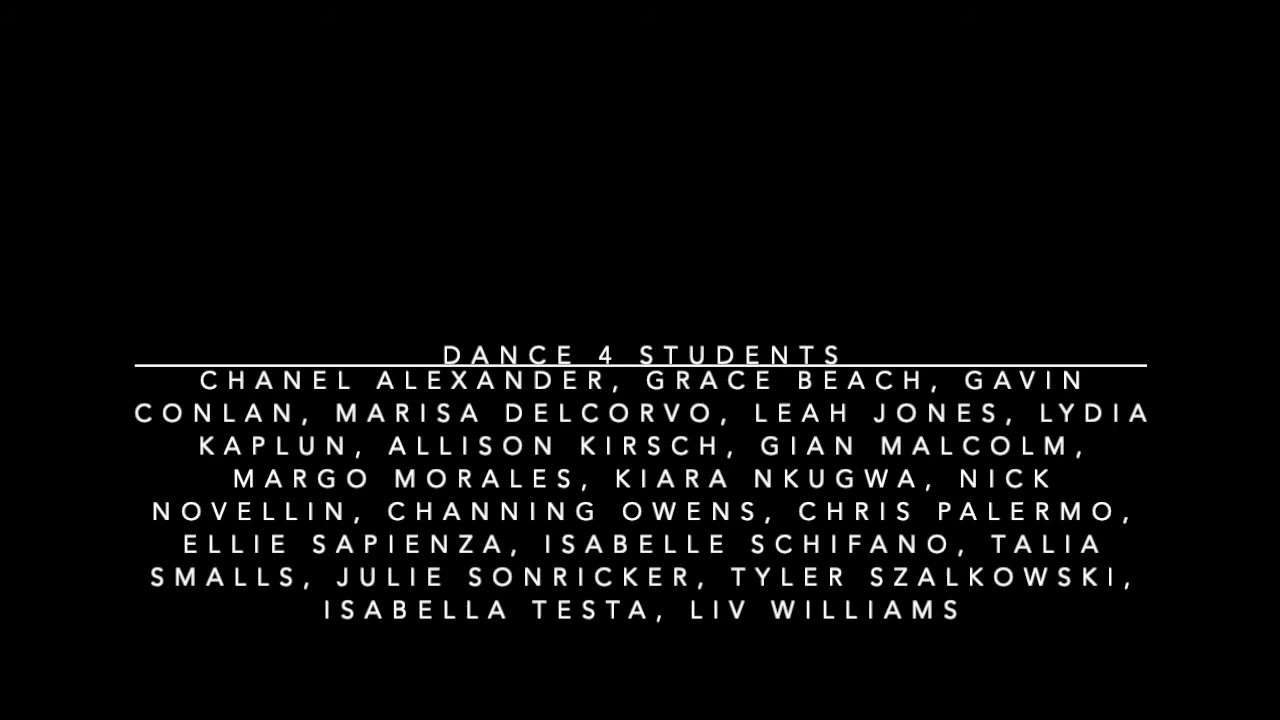 DANCE 4 STUDENTS
CHANEL ALEXANDER, GRACE BEACH, GAVIN
CONLAN, MARISA DELCORVO, LEAH JONES, LYDIA
KAPLUN, ALLISON KIRSCH, GIAN MALCOLM,
MARGO MORALES, KIARA NKUGWA, NICK
NOVELLIN, CHANNING OWENS, CHRIS PALERMO,
ELLIE SAPIENZA, ISABELLE SCHIFANO, TALIA
SMALLS, JULIE SONRICKER, TYLER SZALKOWSKI,
ISABELLA TESTA, LIV WILLIAMS